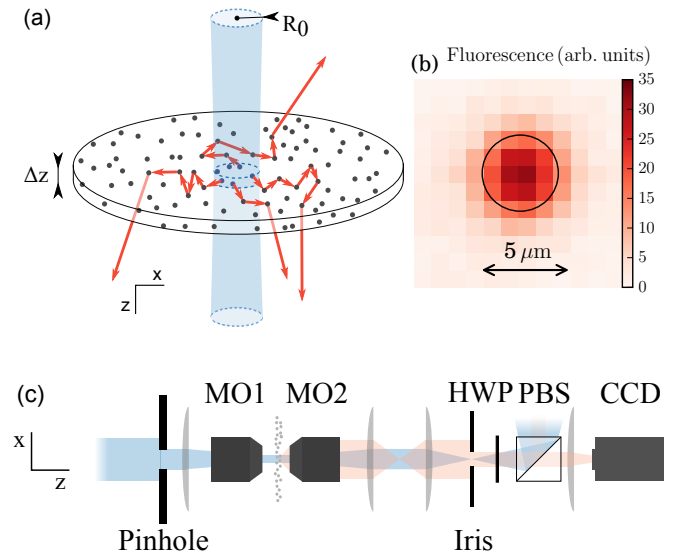 (a)
R0
Δz
x
z
(b)
Fluorescence (arb. units)
35
30
25
20
15
10
5
0
5 μm
(c)
MO1
MO2
HWP
PBS
CCD
x
z
Pinhole
Iris